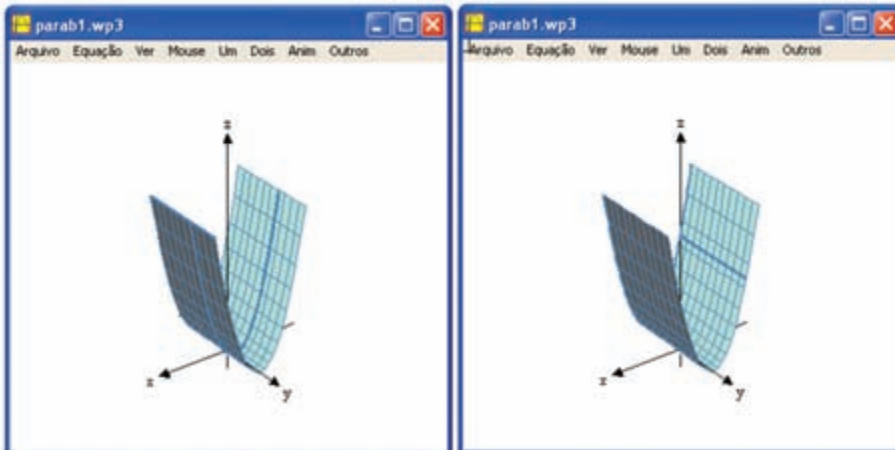 parab1.wp3
Arquivo Equação Ver Mouse Um Dois Anim Outros
z
x
y
parab1.wp3
Arquivo Equação Ver Mouse Um Dois Anim Outros
z
x
y